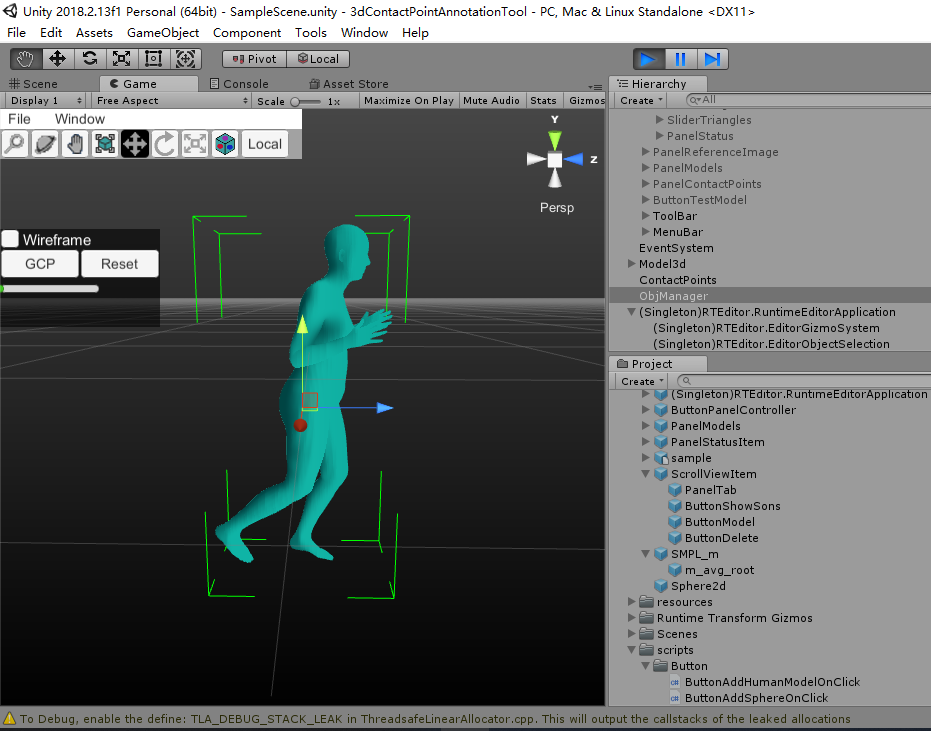 Unity 2018.2.13f1 Personal (64bit) - SampleScene.unity - 3dContactPointAnnotationTool - PC, Mac & Linux Standalone <DX11>
File Edit Assets GameObject Component Tools Window Help
Pivot Local
Scene Game Console Asset Store
Display 1 Free Aspect Scale 1x Maximize On Play Mute Audio Stats Gizmos
File Window
Local
Y
Z
Persp
Wireframe
GCP Reset
Hierarchy
Create All
SliderTriangles
PanelStatus
PanelReferenceImage
PanelModels
PanelContactPoints
ButtonTestModel
ToolBar
MenuBar
EventSystem
Model3d
ContactPoints
ObjManager
(Singleton)RTEditor.RuntimeEditorApplication
(Singleton)RTEditor.EditorGizmoSystem
(Singleton)RTEditor.EditorObjectSelection
Project
Create
(Singleton)RTEditor.RuntimeEditorApplication
ButtonPanelController
PanelModels
PanelStatusItem
sample
ScrollViewItem
PanelTab
ButtonShowSons
ButtonModel
ButtonDelete
SMPL_m
m_avg_root
Sphere2d
resources
Runtime Transform Gizmos
Scenes
scripts
Button
C# ButtonAddHumanModelOnClick
C# ButtonAddSphereOnClick
To Debug, enable the define: TLA_DEBUG_STACK_LEAK in ThreadsafeLinearAllocator.cpp. This will output the callstacks of the leaked allocations